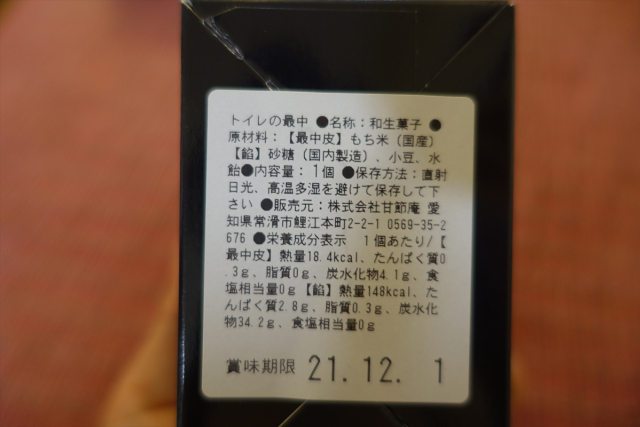 トイレの最中 ●名称：和生菓子 ●
原材料：【最中皮】もち米（国産）
【餡】砂糖（国内製造）、小豆、水
飴●内容量：1個 ●保存方法：直射
日光、高温多湿を避けて保存して下
さい ●販売元：株式会社甘節庵 愛
知県常滑市鯉江本町2-2-1 0569-35-2
676 ●栄養成分表示　1個あたり/【
最中皮】熱量18.4kcal、たんぱく質0
.3g、脂質0g、炭水化物4.1g、食
塩相当量0g【餡】熱量148kcal、た
んぱく質2.8g、脂質0.3g、炭水化
物34.2g、食塩相当量0g
賞味期限 21.12. 1